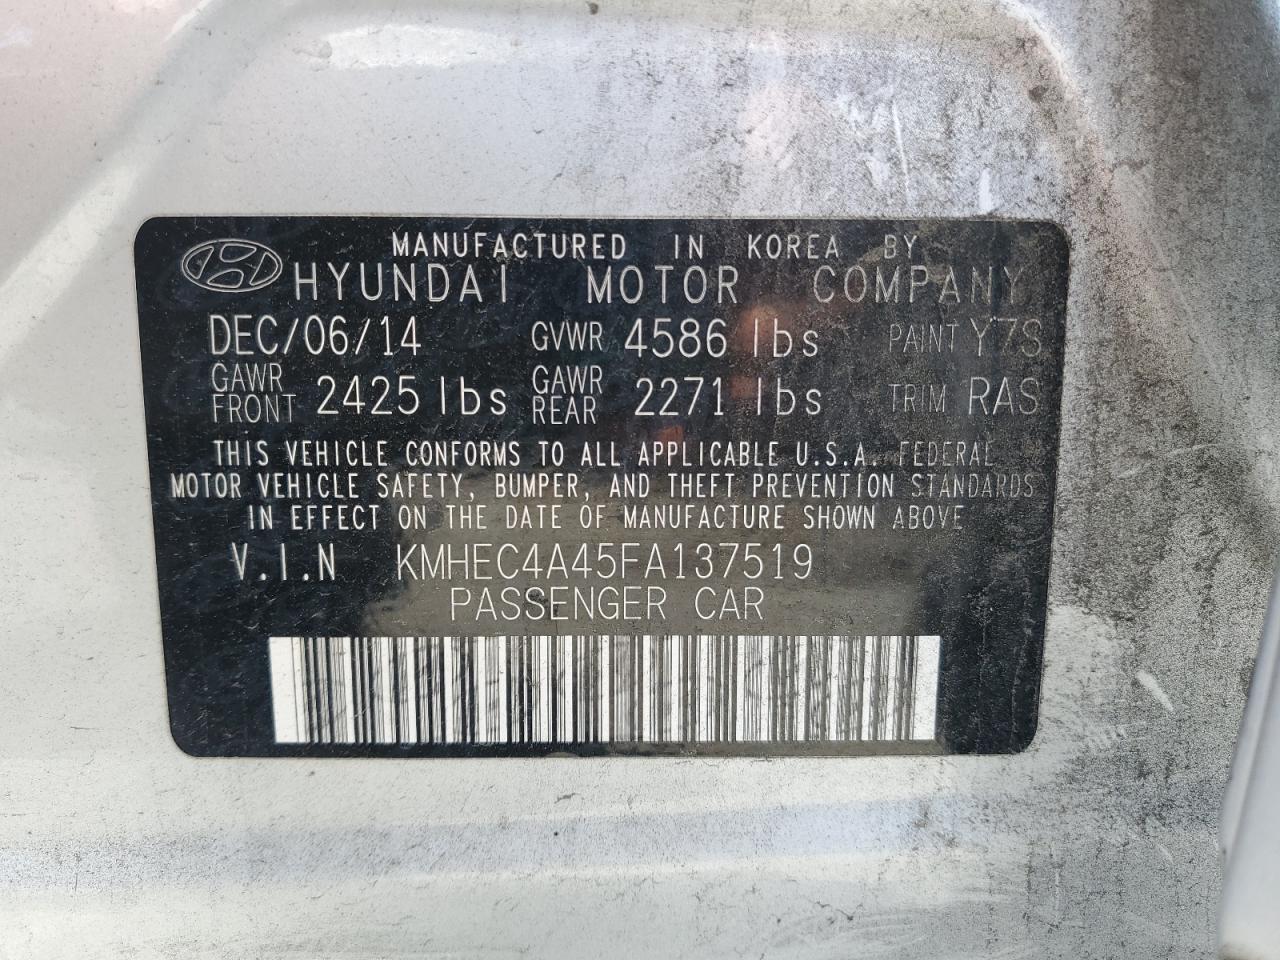 MANUFACTURED IN KOREA BY
HYUNDAI MOTOR COMPANY
DEC/06/14 GVWR 4586 lbs PAINT Y7S
GAWR FRONT 2425 lbs GAWR REAR 2271 lbs TRIM RAS
THIS VEHICLE CONFORMS TO ALL APPLICABLE U.S.A. FEDERAL
MOTOR VEHICLE SAFETY, BUMPER, AND THEFT PREVENTION STANDARDS
IN EFFECT ON THE DATE OF MANUFACTURE SHOWN ABOVE
V.I.N KMHEC4A45FA137519
PASSENGER CAR